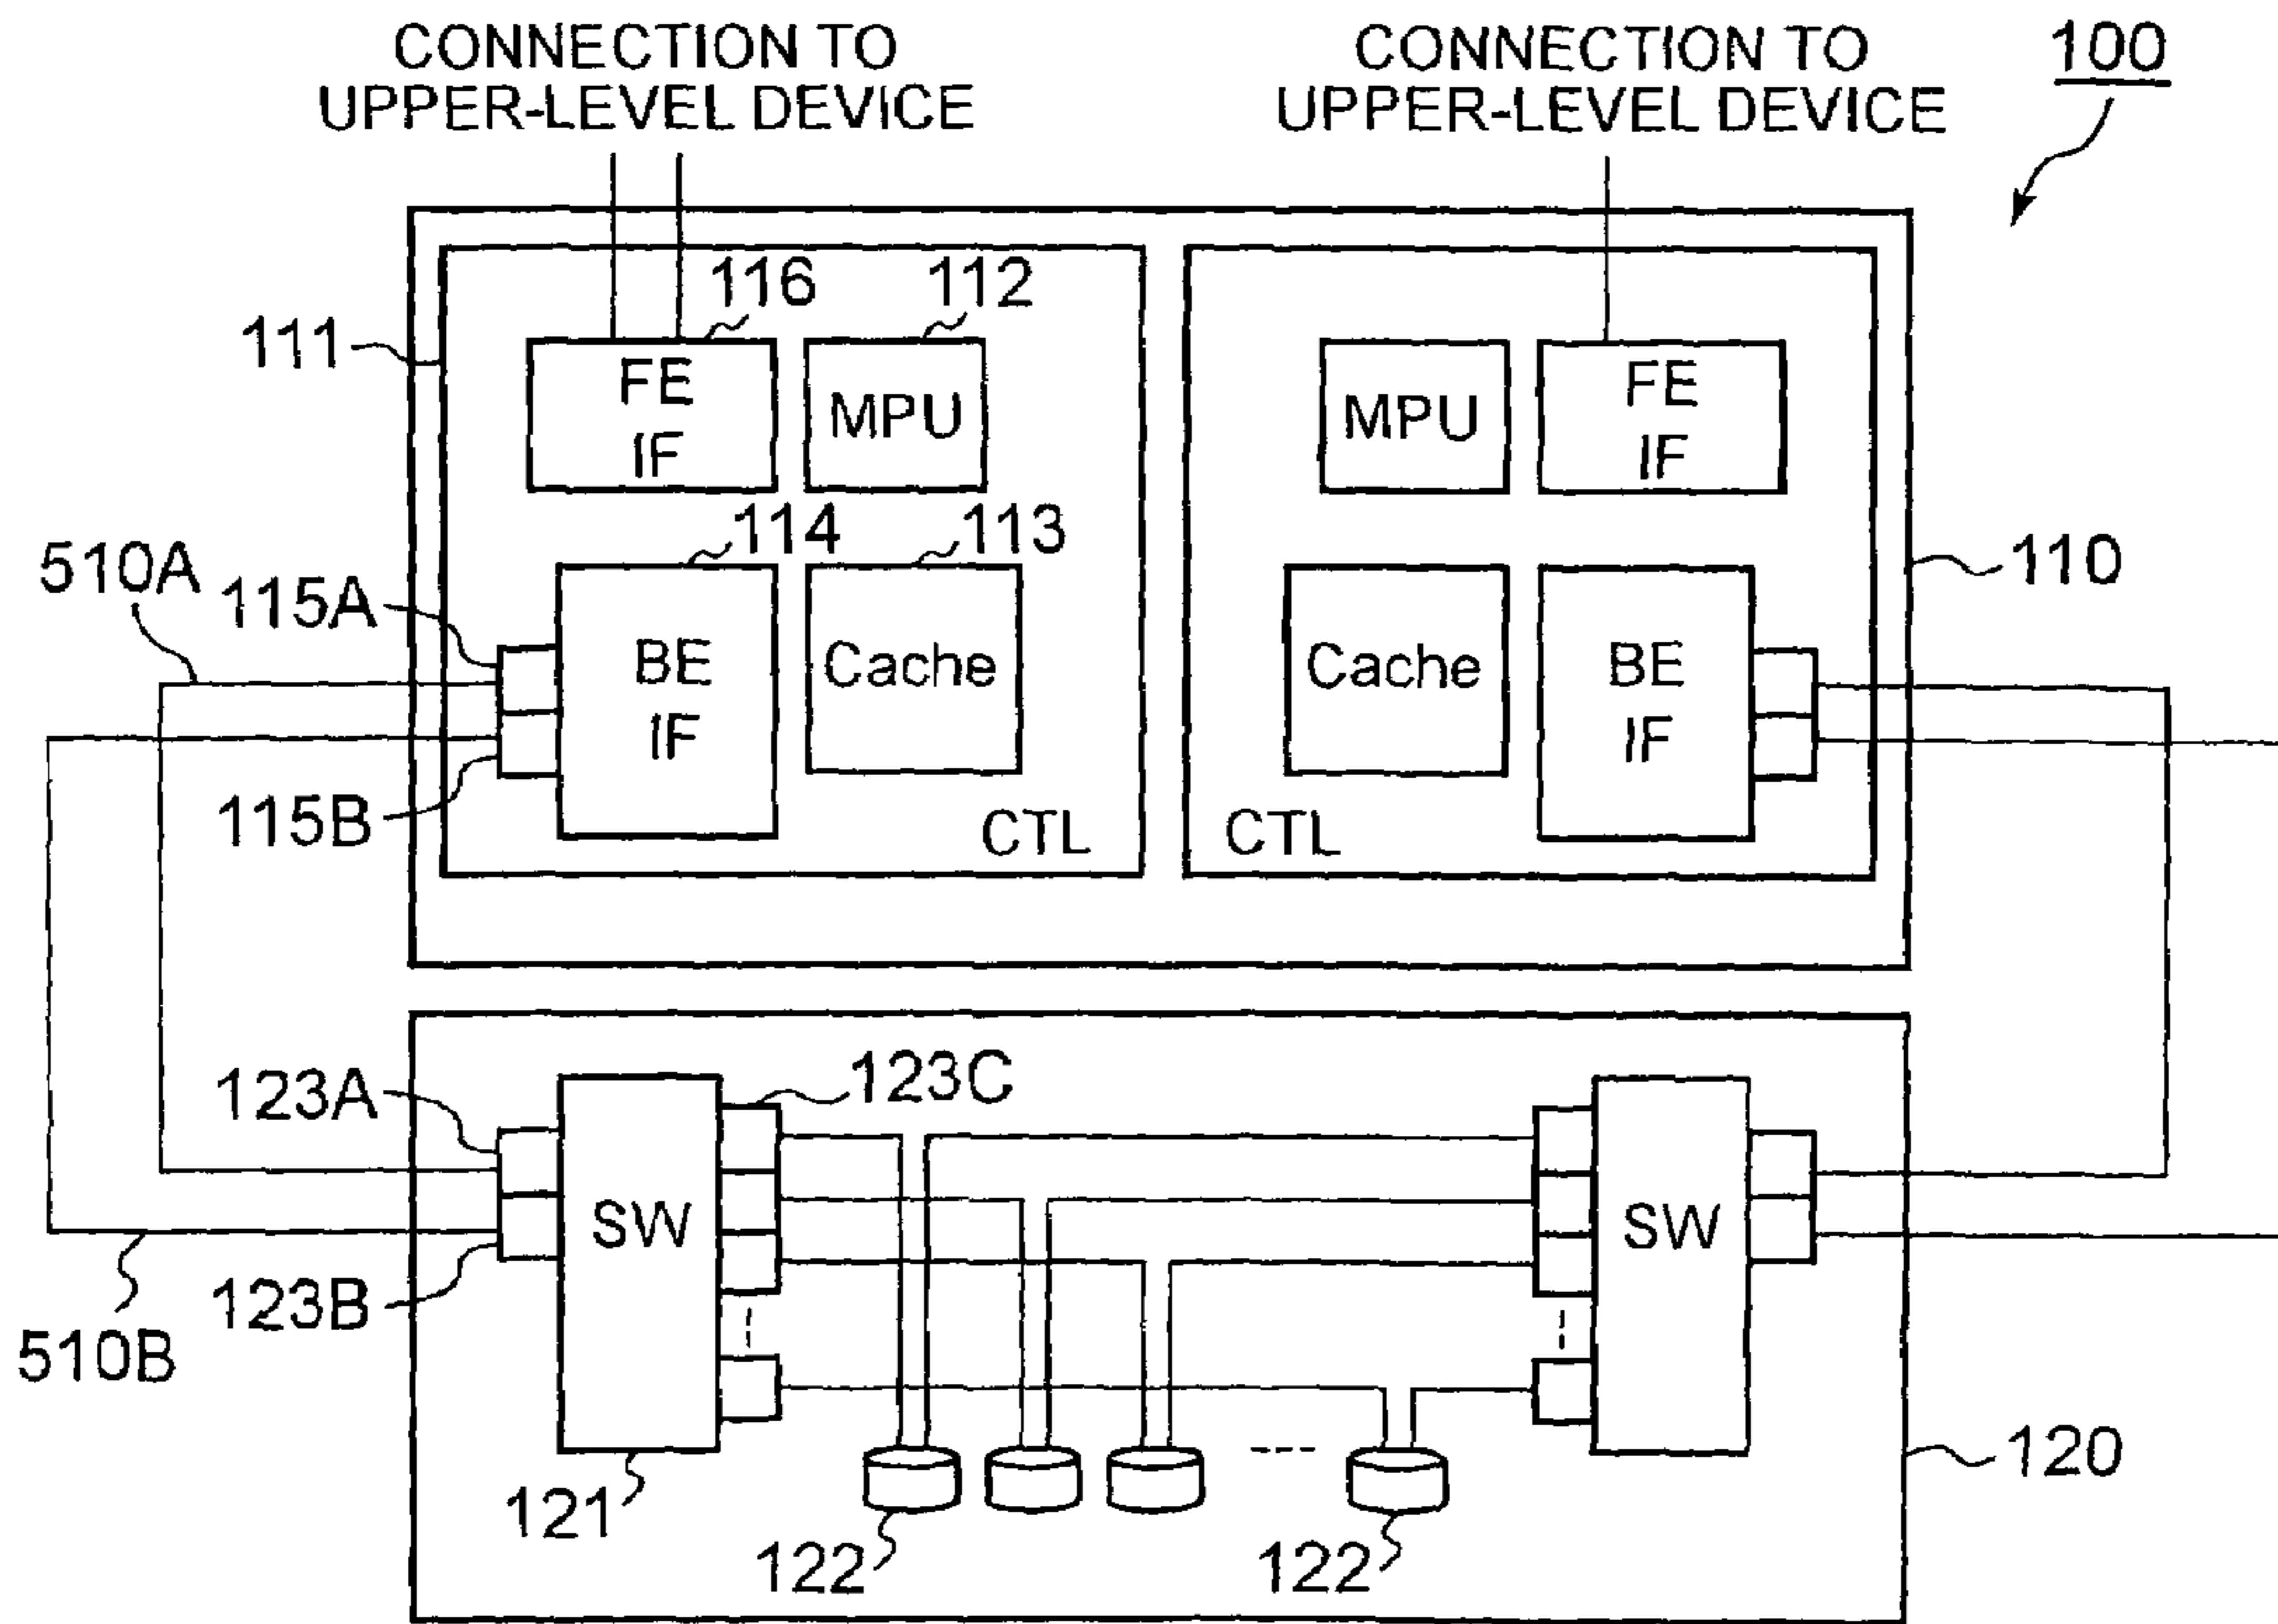 CONNECTION TO
UPPER-LEVEL DEVICE
CONNECTION TO
UPPER-LEVEL DEVICE
100
111
116
112
FE
IF
MPU
MPU
FE
IF
114
113
510A
115A
110
BE
IF
Cache
Cache
BE
IF
115B
CTL
CTL
123A
123C
SW
SW
123B
510B
121
122
122
120